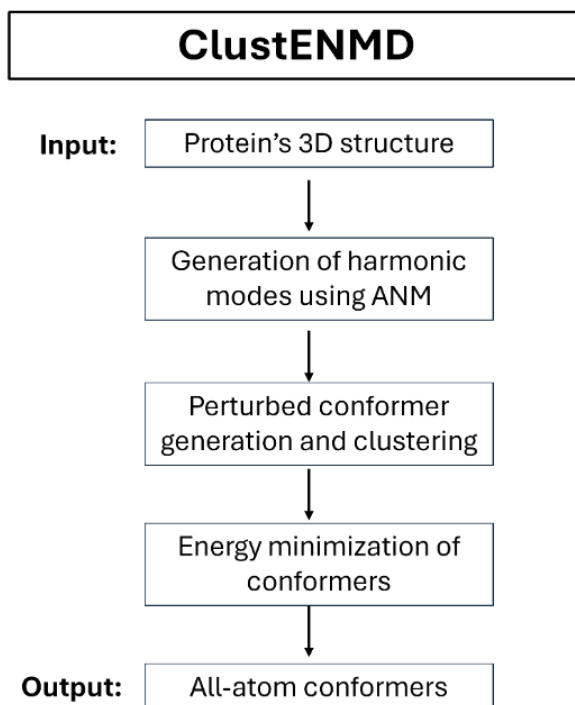 ClustENMD
Input: Protein's 3D structure
Generation of harmonic
modes using ANM
Perturbed conformer
generation and clustering
Energy minimization of
conformers
Output: All-atom conformers